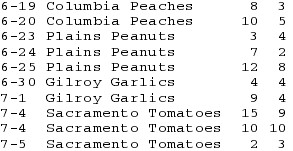 6-19 Columbia Peaches 8 3
6-20 Columbia Peaches 10 5
6-23 Plains Peanuts 3 4
6-24 Plains Peanuts 7 2
6-25 Plains Peanuts 12 8
6-30 Gilroy Garlics 4 4
7-1 Gilroy Garlics 9 4
7-4 Sacramento Tomatoes 15 9
7-4 Sacramento Tomatoes 10 10
7-5 Sacramento Tomatoes 2 3